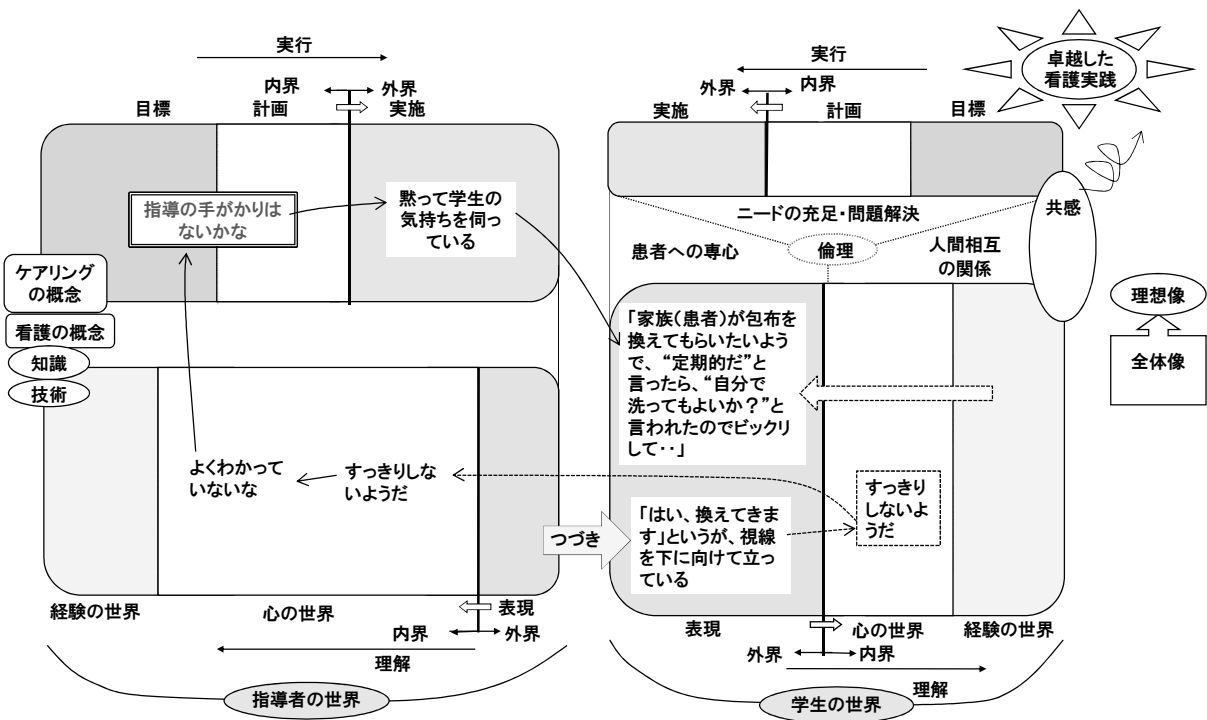 実行
内界
外界
目標
計画
実施
指導の手がかりは
ないかな
黙って学生の
気持ちを伺っ
ている
ケアリング
の概念
看護の概念
知識
技術
よくわかって
いないな
すっきりしな
いようだ
経験の世界
心の世界
表現
内界
外界
理解
指導者の世界
つづき
実行
外界
内界
実施
計画
目標
卓越した
看護実践
ニードの充足・問題解決
共感
患者への専心
倫理
人間相互
の関係
「家族(患者)が包布を
換えてもらいたいよう
で、“定期的だ”と
言ったら、“自分で
洗ってもよいか?”と
言われたのでビックリ
して・・」
理想像
全体像
すっきり
しないよ
うだ
「はい、換えてきま
す」というが、視線
を下に向けて立っ
ている
表現
心の世界
経験の世界
外界
内界
理解
学生の世界